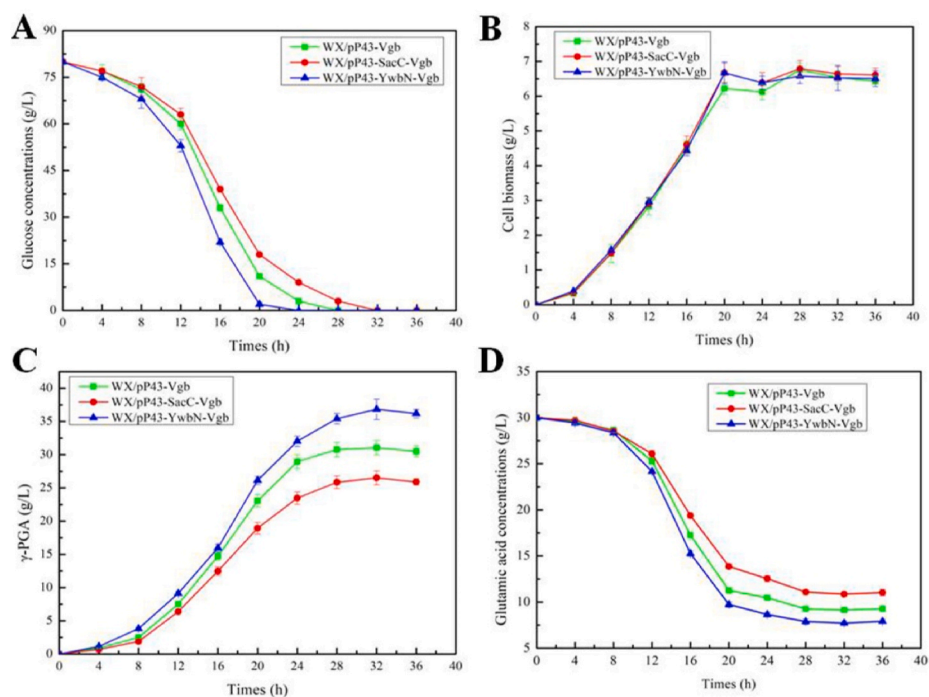 A
WX/pP43-Vgb
WX/pP43-SacC-Vgb
WX/pP43-YwbN-Vgb
Glucose concentrations (g/L)
90
75
60
45
30
15
0
0 4 8 12 16 20 24 28 32 36 40
Times (h)
B
WX/pP43-Vgb
WX/pP43-SacC-Vgb
WX/pP43-YwbN-Vgb
Cell biomass (g/L)
8
7
6
5
4
3
2
1
0
0 4 8 12 16 20 24 28 32 36 40
Times (h)
C
WX/pP43-Vgb
WX/pP43-SacC-Vgb
WX/pP43-YwbN-Vgb
γ-PGA (g/L)
40
35
30
25
20
15
10
5
0
0 4 8 12 16 20 24 28 32 36 40
Times (h)
D
WX/pP43-Vgb
WX/pP43-SacC-Vgb
WX/pP43-YwbN-Vgb
Glutamic acid concentrations (g/L)
35
30
25
20
15
10
5
0
0 4 8 12 16 20 24 28 32 36 40
Times (h)